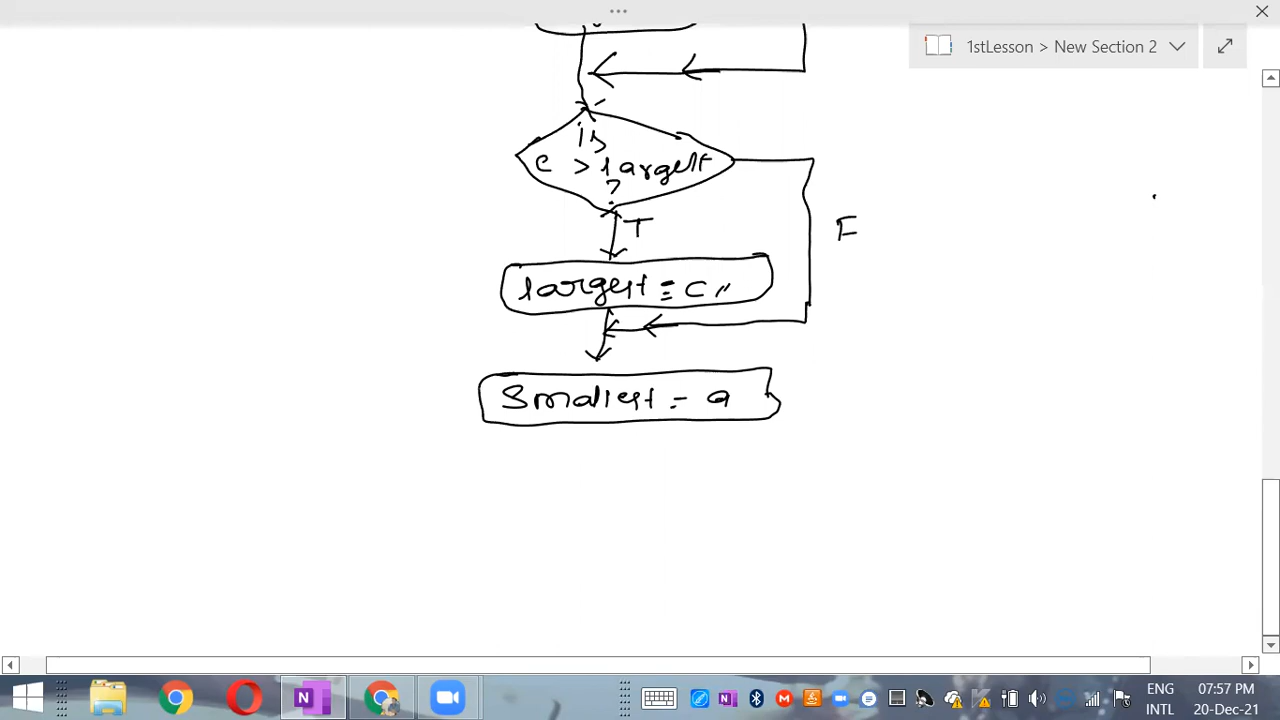 1stLesson > New Section 2
is
c > largest
?
T
F
largest = c,,
Smallest = a
ENG
INTL
07:57 PM
20-Dec-21